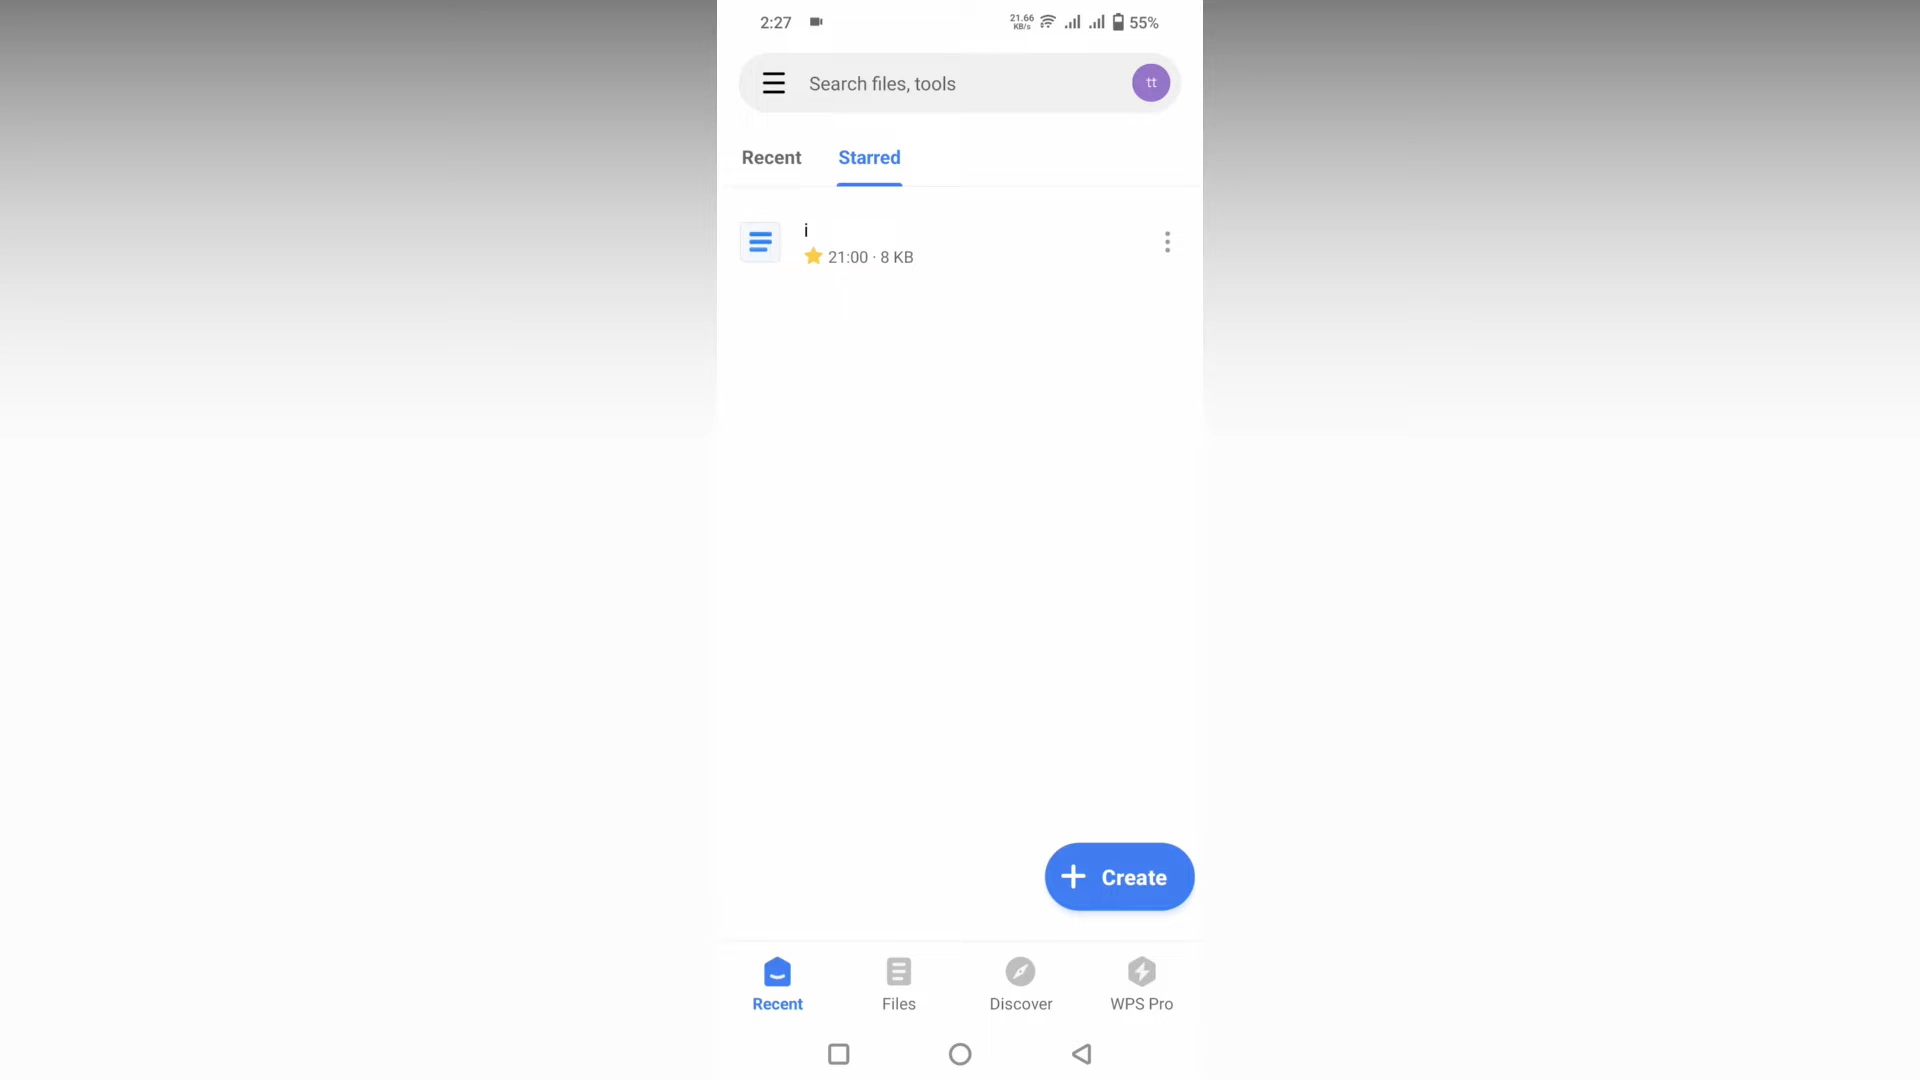 2:27
21.66 KB/s
55%
Search files, tools
tt
Recent
Starred
i
21:00 · 8 KB
Create
Recent
Files
Discover
WPS Pro